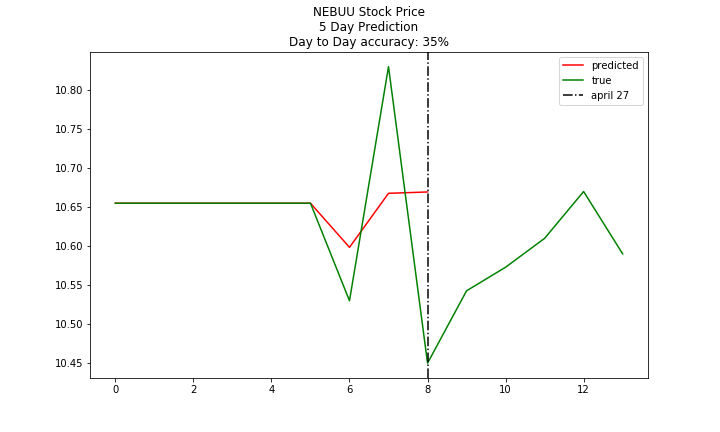 NEBUU Stock Price
5 Day Prediction
Day to Day accuracy: 35%
predicted
true
april 27
10.80
10.75
10.70
10.65
10.60
10.55
10.50
10.45
0 2 4 6 8 10 12